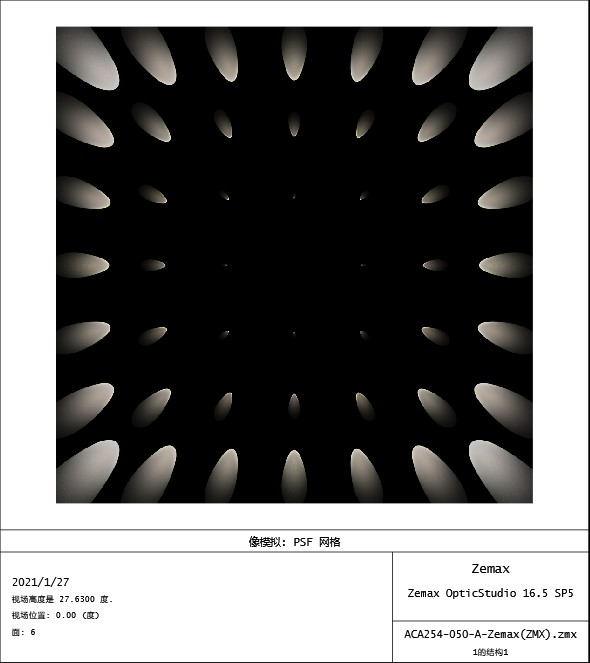 像模拟: PSF 网格
2021/1/27
视场高度是 27.6300 度.
视场位置: 0.00 (度)
面: 6
Zemax
Zemax OpticStudio 16.5 SP5
ACA254-050-A-Zemax(ZMX).zmx
1的结构1